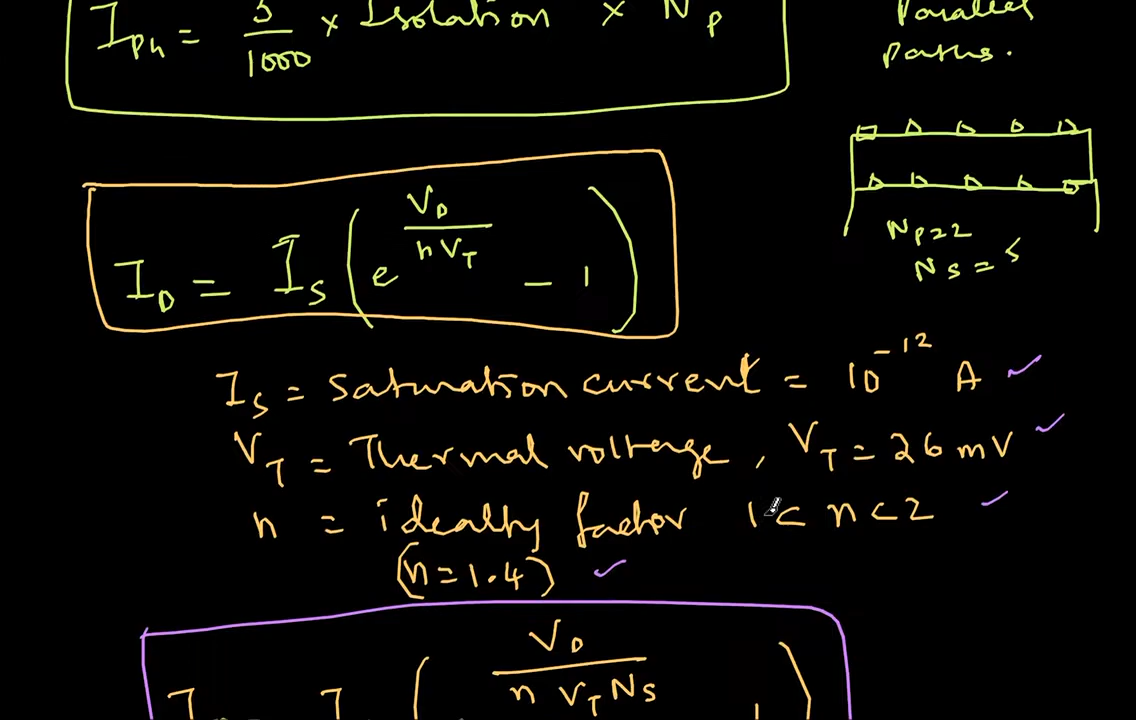 I_Ph = 5/1000 × Isolation × N_p
Parallel
paths.
I_D = I_S ( e^(V_D / n V_T) - 1 )
N_p = 2
N_s = 5
I_S = Saturation current = 10^-12 A
V_T = Thermal voltage , V_T = 26 mV
n = ideality factor 1 < n < 2
(n = 1.4)
V_D
n V_T N_s